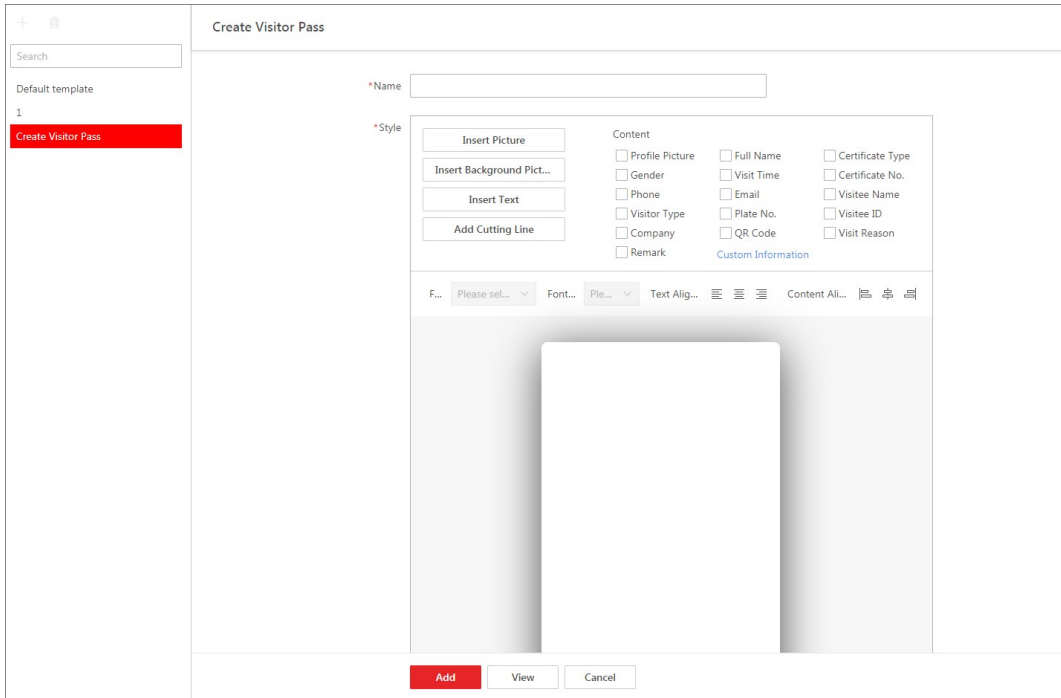 Create Visitor Pass
Search
Default template
1
Create Visitor Pass
*Name
*Style
Insert Picture
Insert Background Pict...
Insert Text
Add Cutting Line
Content
Profile Picture Full Name Certificate Type
Gender Visit Time Certificate No.
Phone Email Visitee Name
Visitor Type Plate No. Visitee ID
Company QR Code Visit Reason
Remark Custom Information
F... Please sel... Font... Ple... Text Alig... Content Ali...
Add View Cancel